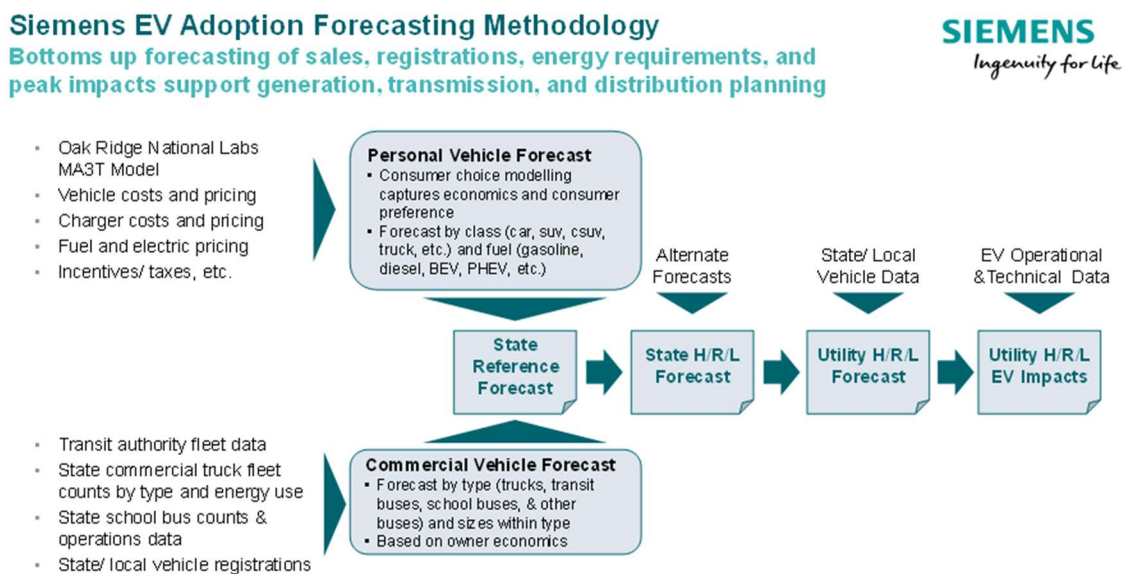 Siemens EV Adoption Forecasting Methodology
Bottoms up forecasting of sales, registrations, energy requirements, and
peak impacts support generation, transmission, and distribution planning
SIEMENS
Ingenuity for life
• Oak Ridge National Labs
MA3T Model
• Vehicle costs and pricing
• Charger costs and pricing
• Fuel and electric pricing
• Incentives/ taxes, etc.
Personal Vehicle Forecast
• Consumer choice modelling
captures economics and consumer
preference
• Forecast by class (car, suv, csuv,
truck, etc.) and fuel (gasoline,
diesel, BEV, PHEV, etc.)
Alternate
Forecasts
State/ Local
Vehicle Data
EV Operational
&Technical Data
State
Reference
Forecast
State H/R/L
Forecast
Utility H/R/L
Forecast
Utility H/R/L
EV Impacts
• Transit authority fleet data
• State commercial truck fleet
counts by type and energy use
• State school bus counts &
operations data
• State/ local vehicle registrations
Commercial Vehicle Forecast
• Forecast by type (trucks, transit
buses, school buses, & other
buses) and sizes within type
• Based on owner economics